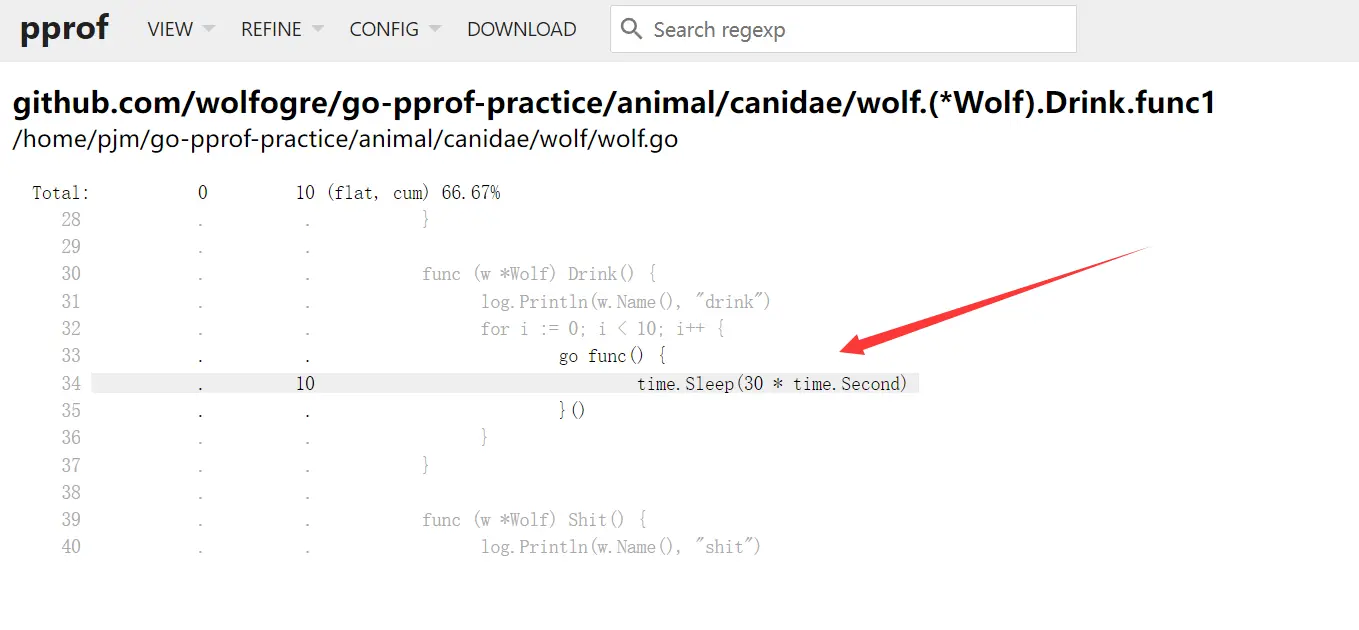 pprof VIEW REFINE CONFIG DOWNLOAD Search regexp
github.com/wolfogre/go-pprof-practice/animal/canidae/wolf.(*Wolf).Drink.func1
/home/pjm/go-pprof-practice/animal/canidae/wolf/wolf.go
Total: 0 10 (flat, cum) 66.67%
28 . . }
29 . .
30 . . func (w *Wolf) Drink() {
31 . . log.Println(w.Name(), "drink")
32 . . for i := 0; i < 10; i++ {
33 . . go func() {
34 . 10 time.Sleep(30 * time.Second)
35 . . }()
36 . . }
37 . . }
38 . .
39 . . func (w *Wolf) Shit() {
40 . . log.Println(w.Name(), "shit")